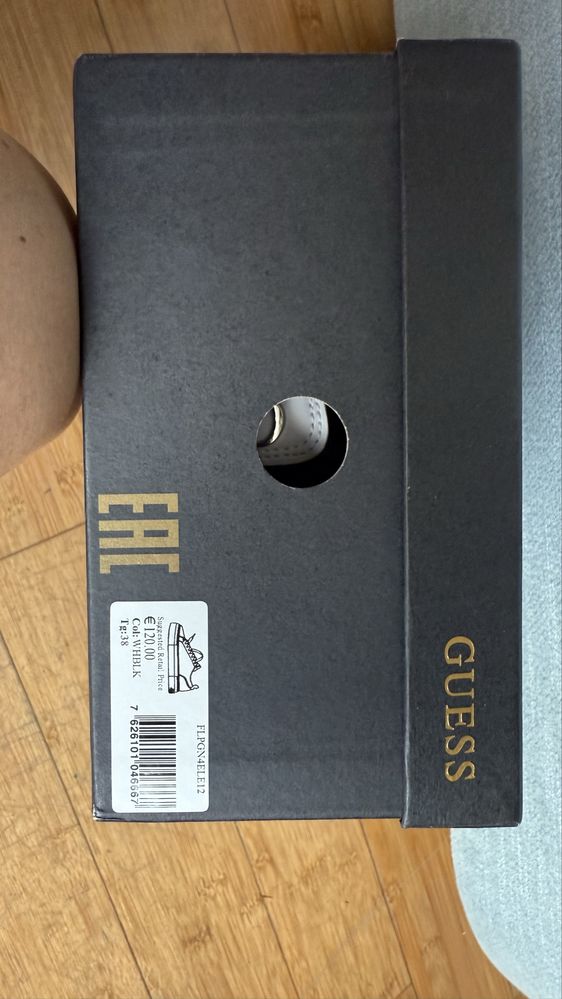 GUESS
EAC
FLPGN4ELE12
Suggested Retail Price
€120.00
Col:WHBLK
Tg:38
7 626101 046667